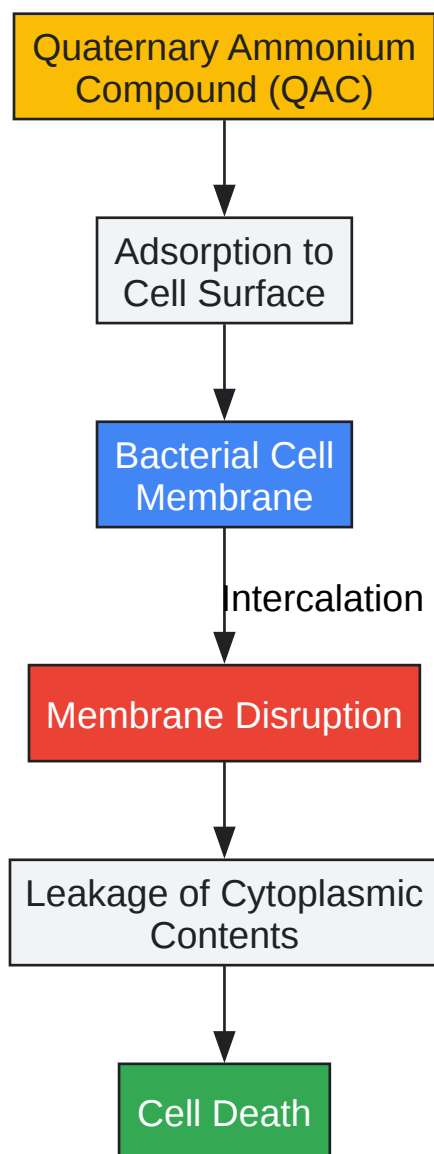 Quaternary Ammonium
Compound (QAC)
Adsorption to
Cell Surface
Bacterial Cell
Membrane
Intercalation
Membrane Disruption
Leakage of Cytoplasmic
Contents
Cell Death